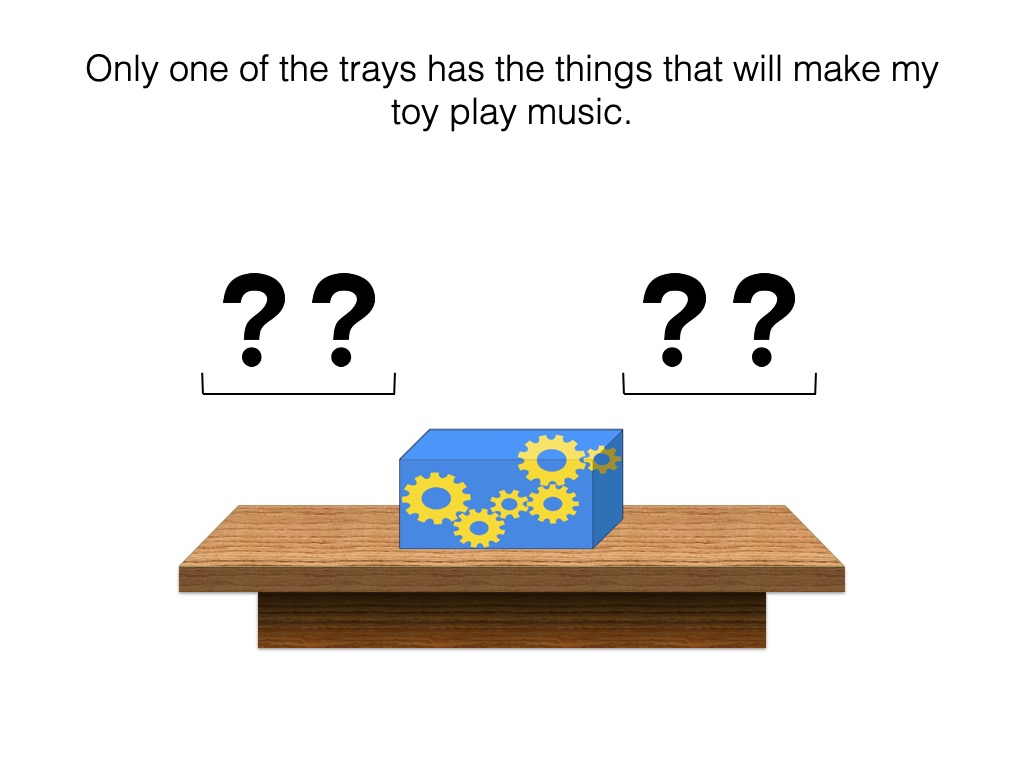 Only one of the trays has the things that will make my
toy play music.
? ? ? ?